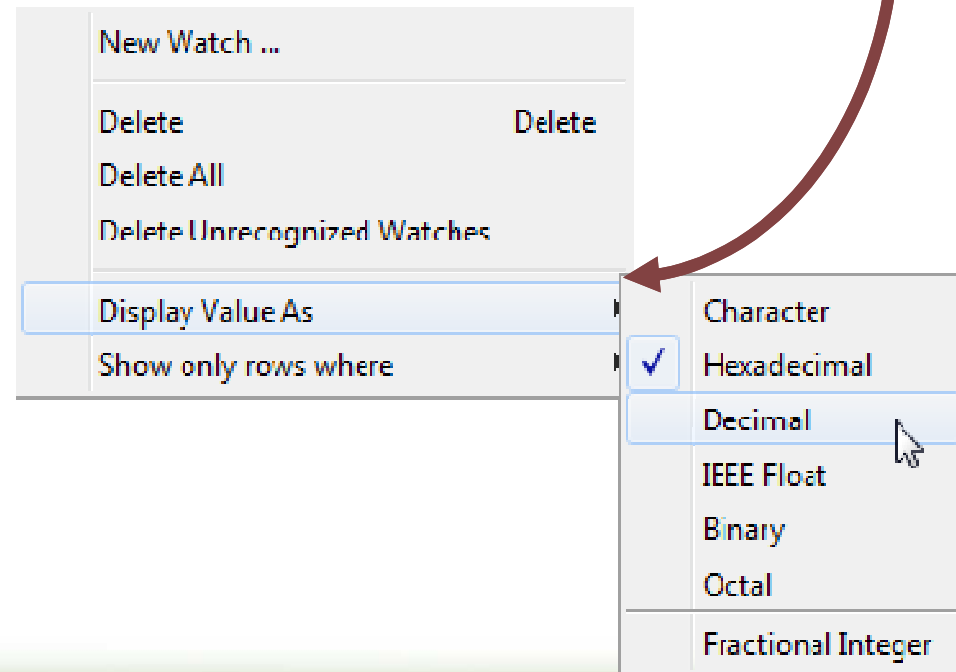 New Watch ...
Delete Delete
Delete All
Delete Unrecognized Watches
Display Value As
Show only rows where
Character
Hexadecimal
Decimal
IEEE Float
Binary
Octal
Fractional Integer